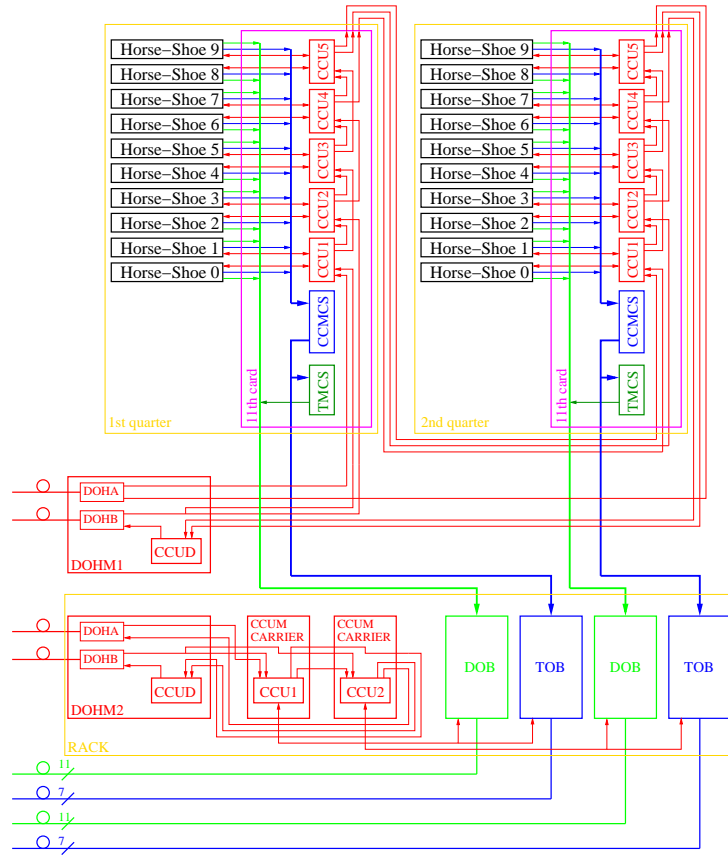 Horse−Shoe 9
Horse−Shoe 8
Horse−Shoe 7
Horse−Shoe 6
Horse−Shoe 5
Horse−Shoe 4
Horse−Shoe 3
Horse−Shoe 2
Horse−Shoe 1
Horse−Shoe 0
CCU5
CCU4
CCU3
CCU2
CCU1
CCMCS
TMCS
11th card
1st quarter
Horse−Shoe 9
Horse−Shoe 8
Horse−Shoe 7
Horse−Shoe 6
Horse−Shoe 5
Horse−Shoe 4
Horse−Shoe 3
Horse−Shoe 2
Horse−Shoe 1
Horse−Shoe 0
CCU5
CCU4
CCU3
CCU2
CCU1
CCMCS
TMCS
11th card
2nd quarter
DOHA
DOHB
CCUD
DOHM1
DOHA
DOHB
CCUD
DOHM2
CCUM
CARRIER
CCU1
CCUM
CARRIER
CCU2
DOB
TOB
DOB
TOB
RACK
11
7
11
7